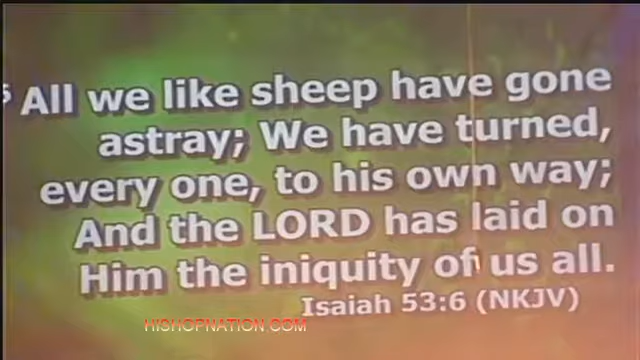 6 All we like sheep have gone
astray; We have turned,
every one, to his own way;
And the LORD has laid on
Him the iniquity of us all.
Isaiah 53:6 (NKJV)
HISHOPNATION.COM